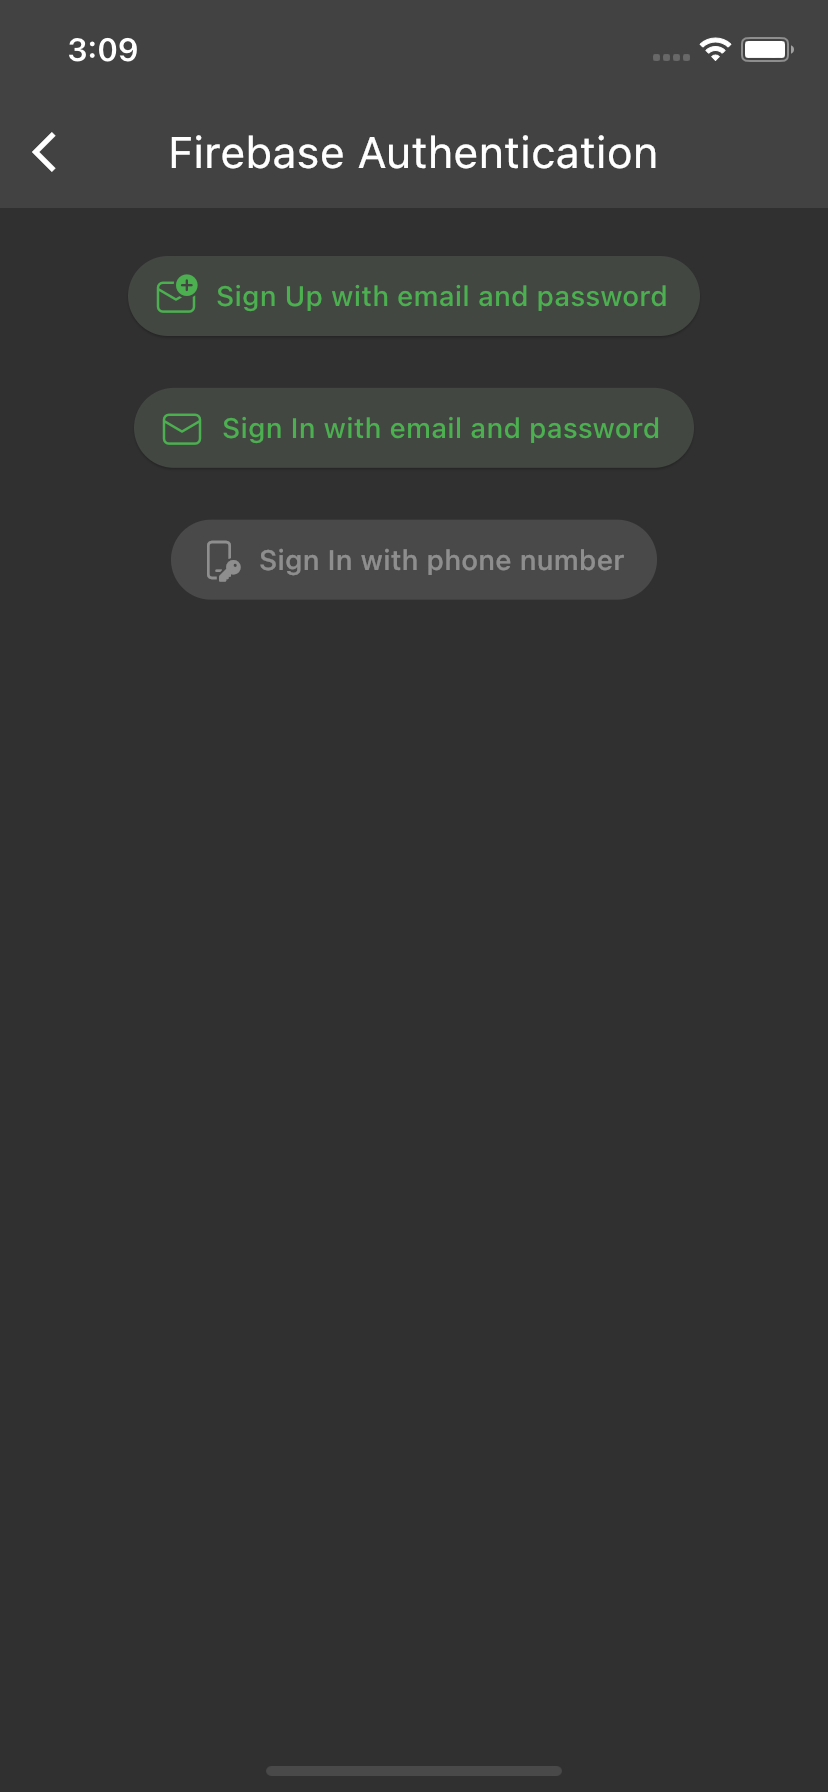 3:09
Firebase Authentication
Sign Up with email and password
Sign In with email and password
Sign In with phone number